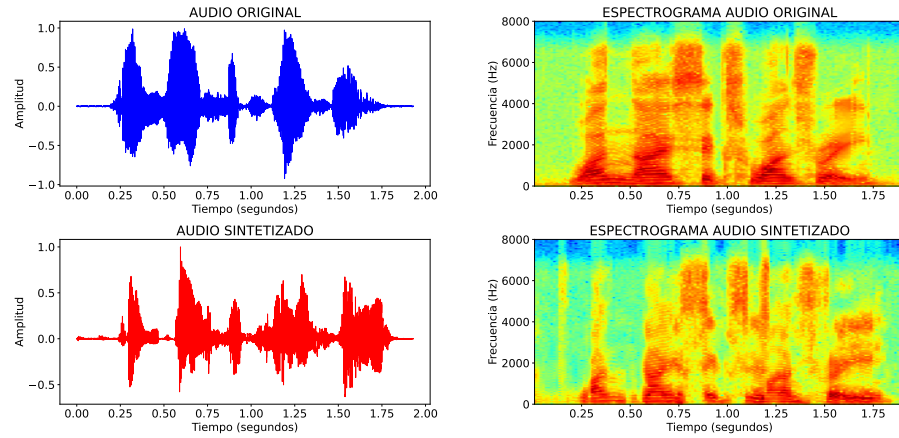 AUDIO ORIGINAL
1.0
0.5
0.0
−0.5
−1.0
Amplitud
0.00 0.25 0.50 0.75 1.00 1.25 1.50 1.75 2.00
Tiempo (segundos)
ESPECTROGRAMA AUDIO ORIGINAL
8000
6000
4000
2000
0
Frecuencia (Hz)
0.25 0.50 0.75 1.00 1.25 1.50 1.75
Tiempo (segundos)
AUDIO SINTETIZADO
1.0
0.5
0.0
−0.5
Amplitud
0.00 0.25 0.50 0.75 1.00 1.25 1.50 1.75 2.00
Tiempo (segundos)
ESPECTROGRAMA AUDIO SINTETIZADO
8000
6000
4000
2000
0
Frecuencia (Hz)
0.25 0.50 0.75 1.00 1.25 1.50 1.75
Tiempo (segundos)